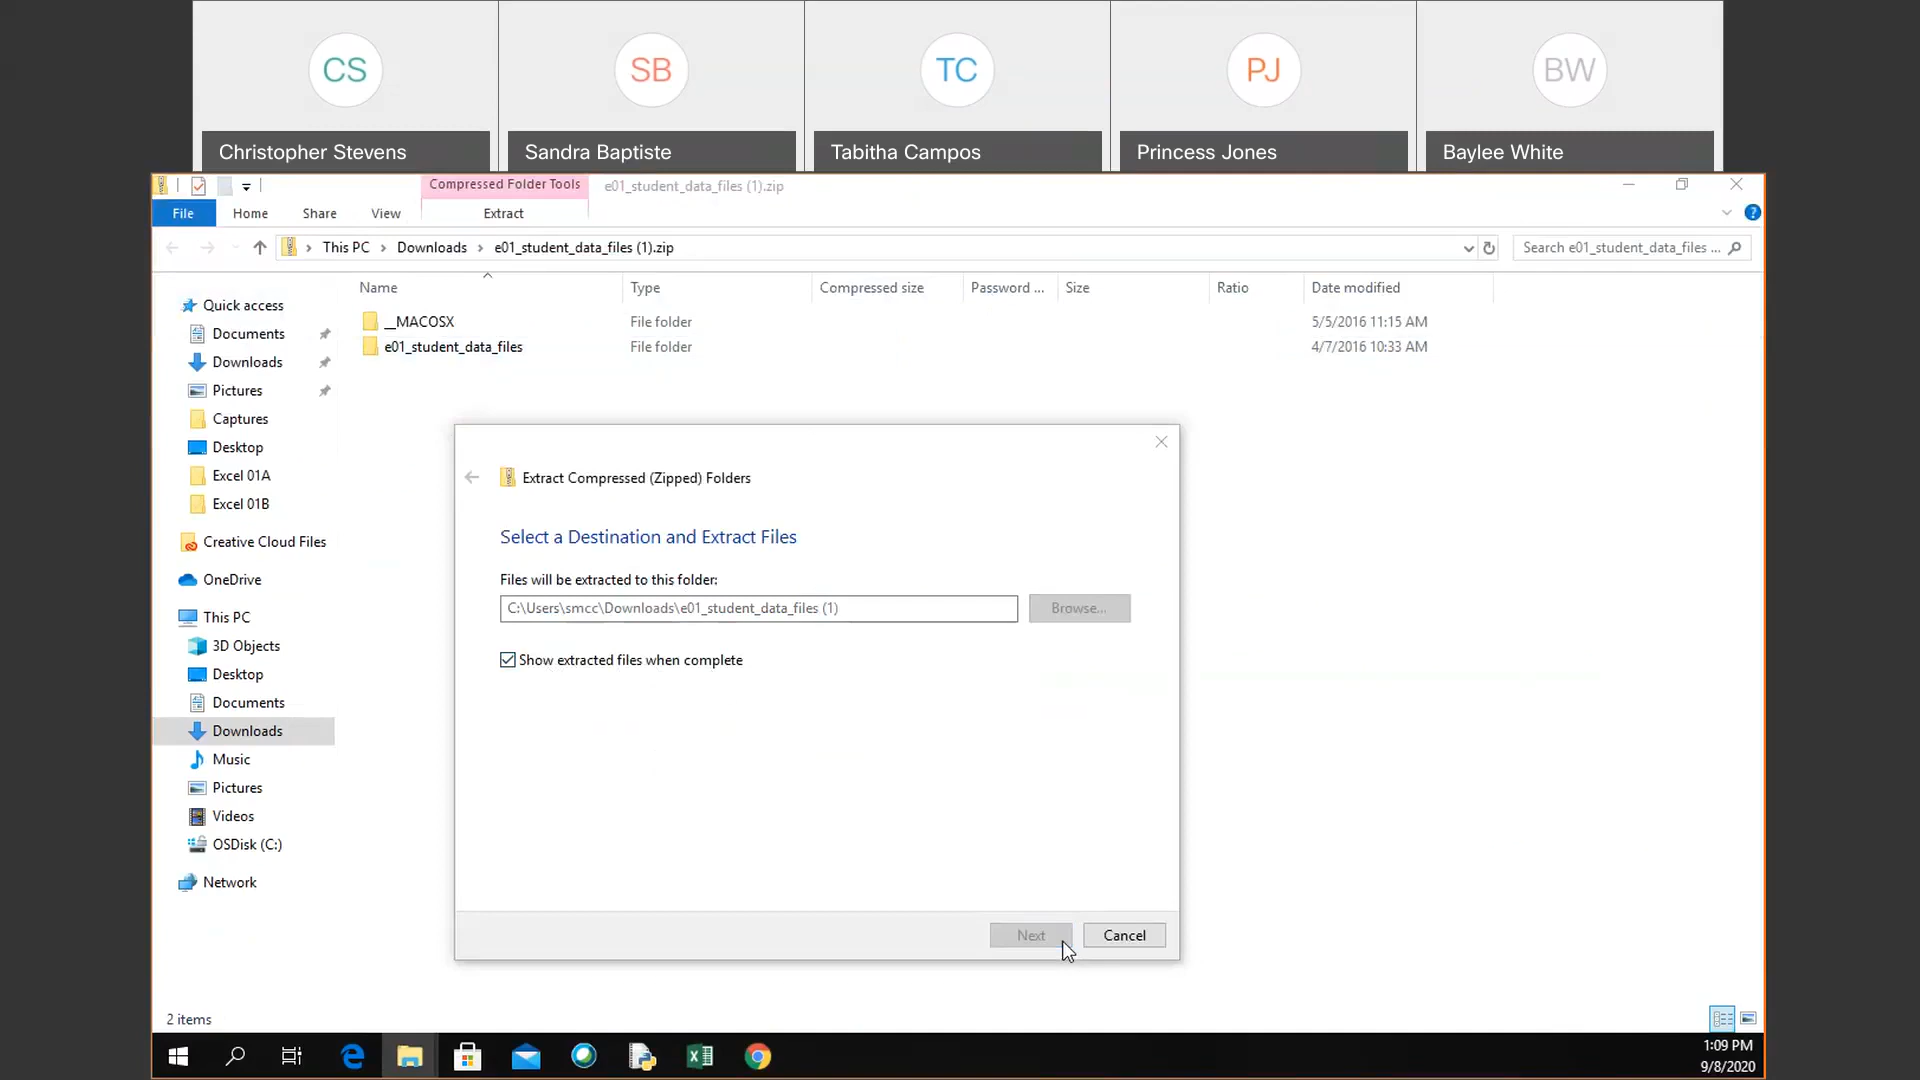 CS
SB
TC
PJ
BW
Christopher Stevens
Sandra Baptiste
Tabitha Campos
Princess Jones
Baylee White
Compressed Folder Tools
e01_student_data_files (1).zip
File
Home
Share
View
Extract
This PC
Downloads
e01_student_data_files (1).zip
Search e01_student_data_files ...
Name
Type
Compressed size
Password ...
Size
Ratio
Date modified
__MACOSX
File folder
5/5/2016 11:15 AM
e01_student_data_files
File folder
4/7/2016 10:33 AM
Quick access
Documents
Downloads
Pictures
Captures
Desktop
Excel 01A
Excel 01B
Creative Cloud Files
OneDrive
This PC
3D Objects
Desktop
Documents
Downloads
Music
Pictures
Videos
OSDisk (C:)
Network
Extract Compressed (Zipped) Folders
Select a Destination and Extract Files
Files will be extracted to this folder:
C:\Users\smcc\Downloads\e01_student_data_files (1)
Browse...
Show extracted files when complete
Next
Cancel
2 items
1:09 PM
9/8/2020